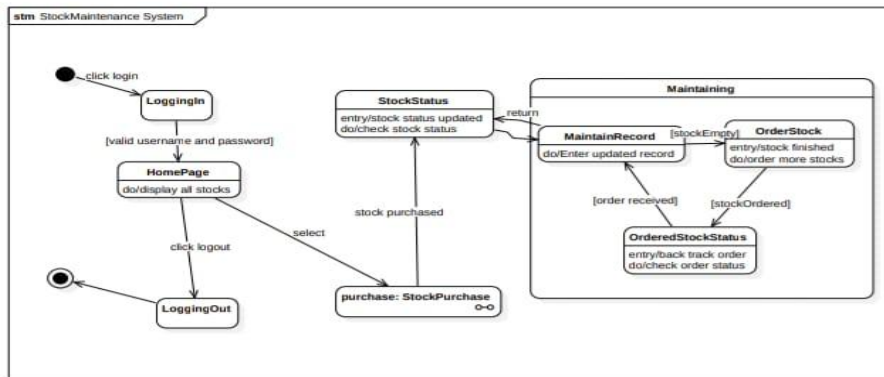 stm StockMaintenance System
click login
LoggingIn
[valid username and password]
HomePage
do/display all stocks
click logout
select
LoggingOut
StockStatus
entry/stock status updated
do/check stock status
stock purchased
purchase: StockPurchase
return
Maintaining
MaintainRecord
do/Enter updated record
[stockEmpty]
OrderStock
entry/stock finished
do/order more stocks
[order received]
[stockOrdered]
OrderedStockStatus
entry/back track order
do/check order status